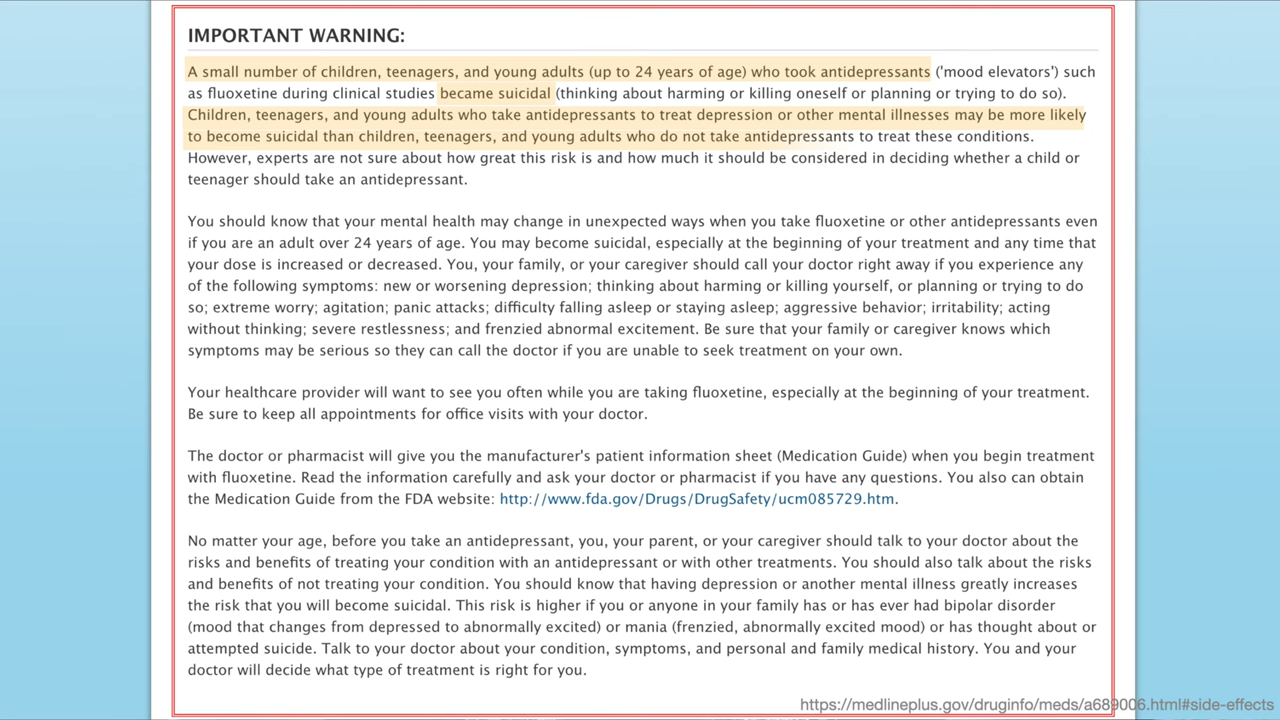 IMPORTANT WARNING:
A small number of children, teenagers, and young adults (up to 24 years of age) who took antidepressants ('mood elevators') such
as fluoxetine during clinical studies became suicidal (thinking about harming or killing oneself or planning or trying to do so).
Children, teenagers, and young adults who take antidepressants to treat depression or other mental illnesses may be more likely
to become suicidal than children, teenagers, and young adults who do not take antidepressants to treat these conditions.
However, experts are not sure about how great this risk is and how much it should be considered in deciding whether a child or
teenager should take an antidepressant.
You should know that your mental health may change in unexpected ways when you take fluoxetine or other antidepressants even
if you are an adult over 24 years of age. You may become suicidal, especially at the beginning of your treatment and any time that
your dose is increased or decreased. You, your family, or your caregiver should call your doctor right away if you experience any
of the following symptoms: new or worsening depression; thinking about harming or killing yourself, or planning or trying to do
so; extreme worry; agitation; panic attacks; difficulty falling asleep or staying asleep; aggressive behavior; irritability; acting
without thinking; severe restlessness; and frenzied abnormal excitement. Be sure that your family or caregiver knows which
symptoms may be serious so they can call the doctor if you are unable to seek treatment on your own.
Your healthcare provider will want to see you often while you are taking fluoxetine, especially at the beginning of your treatment.
Be sure to keep all appointments for office visits with your doctor.
The doctor or pharmacist will give you the manufacturer's patient information sheet (Medication Guide) when you begin treatment
with fluoxetine. Read the information carefully and ask your doctor or pharmacist if you have any questions. You also can obtain
the Medication Guide from the FDA website: http://www.fda.gov/Drugs/DrugSafety/ucm085729.htm.
No matter your age, before you take an antidepressant, you, your parent, or your caregiver should talk to your doctor about the
risks and benefits of treating your condition with an antidepressant or with other treatments. You should also talk about the risks
and benefits of not treating your condition. You should know that having depression or another mental illness greatly increases
the risk that you will become suicidal. This risk is higher if you or anyone in your family has or has ever had bipolar disorder
(mood that changes from depressed to abnormally excited) or mania (frenzied, abnormally excited mood) or has thought about or
attempted suicide. Talk to your doctor about your condition, symptoms, and personal and family medical history. You and your
doctor will decide what type of treatment is right for you.
https://medlineplus.gov/druginfo/meds/a689006.html#side-effects